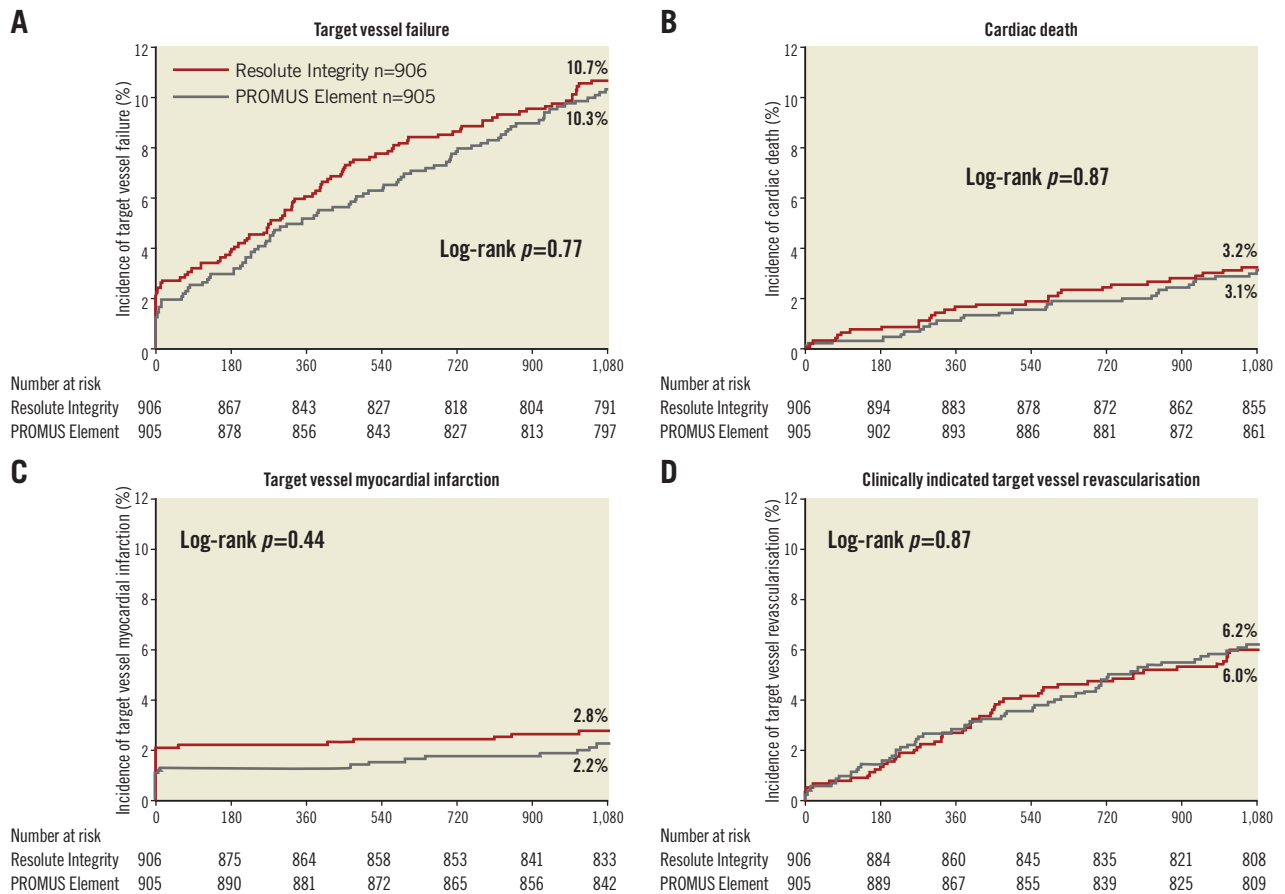 A
Target vessel failure
Incidence of target vessel failure (%)
12
10
8
6
4
2
0
Resolute Integrity n=906
PROMUS Element n=905
10.7%
10.3%
Log-rank p=0.77
0 180 360 540 720 900 1,080
Number at risk
Resolute Integrity 906 867 843 827 818 804 791
PROMUS Element 905 878 856 843 827 813 797
B
Cardiac death
Incidence of cardiac death (%)
12
10
8
6
4
2
0
Log-rank p=0.87
3.2%
3.1%
0 180 360 540 720 900 1,080
Number at risk
Resolute Integrity 906 894 883 878 872 862 855
PROMUS Element 905 902 893 886 881 872 861
C
Target vessel myocardial infarction
Incidence of target vessel myocardial infarction (%)
12
10
8
6
4
2
0
Log-rank p=0.44
2.8%
2.2%
0 180 360 540 720 900 1,080
Number at risk
Resolute Integrity 906 875 864 858 853 841 833
PROMUS Element 905 890 881 872 865 856 842
D
Clinically indicated target vessel revascularisation
Incidence of target vessel revascularisation (%)
12
10
8
6
4
2
0
Log-rank p=0.87
6.2%
6.0%
0 180 360 540 720 900 1,080
Number at risk
Resolute Integrity 906 884 860 845 835 821 808
PROMUS Element 905 889 867 855 839 825 809